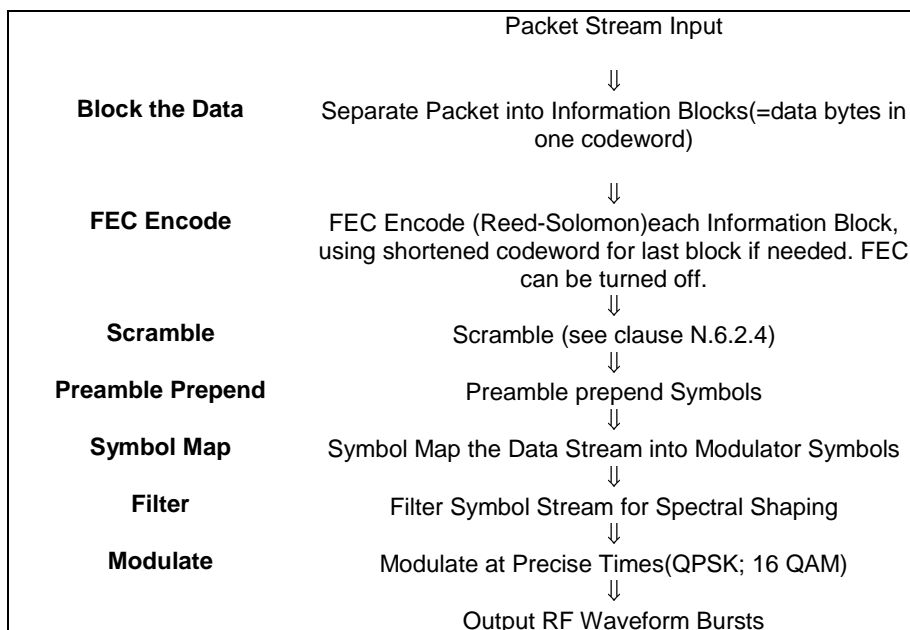 Packet Stream Input
⇓
Block the Data Separate Packet into Information Blocks(=data bytes in
one codeword)
⇓
FEC Encode FEC Encode (Reed-Solomon)each Information Block,
using shortened codeword for last block if needed. FEC
can be turned off.
⇓
Scramble Scramble (see clause N.6.2.4)
⇓
Preamble Prepend Preamble prepend Symbols
⇓
Symbol Map Symbol Map the Data Stream into Modulator Symbols
⇓
Filter Filter Symbol Stream for Spectral Shaping
⇓
Modulate Modulate at Precise Times(QPSK; 16 QAM)
⇓
Output RF Waveform Bursts